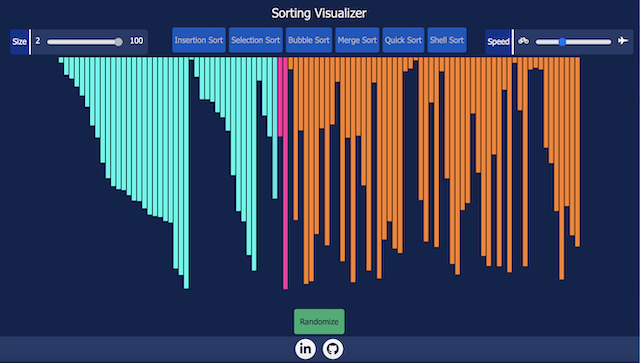 Sorting Visualizer
Size 2 100 Insertion Sort Selection Sort Bubble Sort Merge Sort Quick Sort Shell Sort Speed
Randomize
in